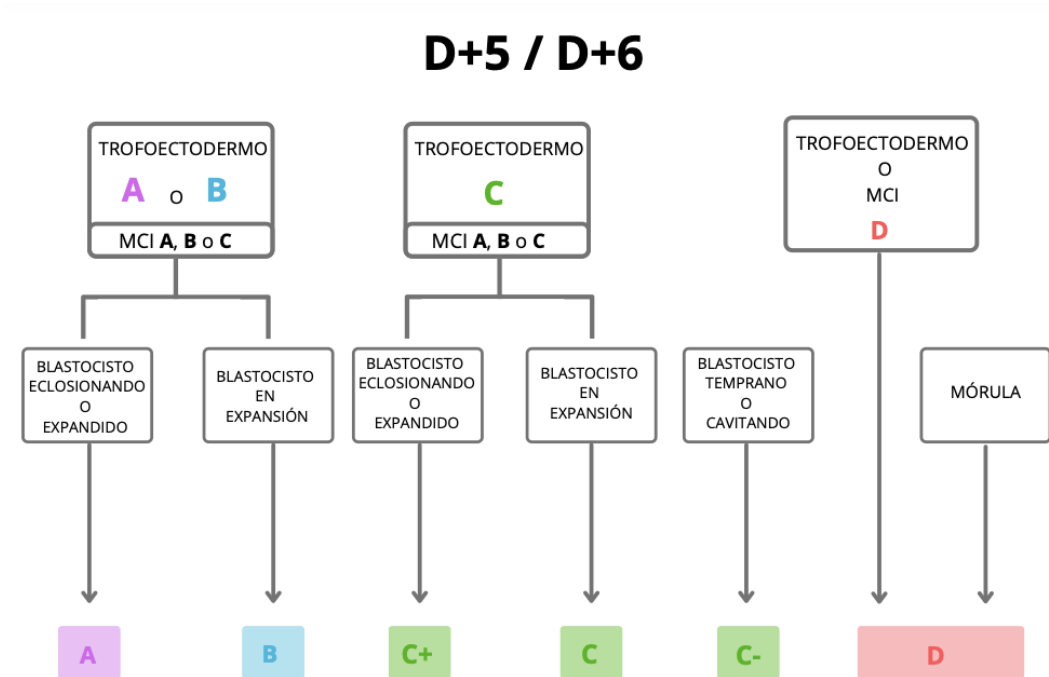 D+5 / D+6
TROFOECTODERMO
A o B
MCI A, B o C
TROFOECTODERMO
C
MCI A, B o C
TROFOECTODERMO
O
MCI
D
BLASTOCISTO
ECLOSIONANDO
O
EXPANDIDO
BLASTOCISTO
EN
EXPANSIÓN
BLASTOCISTO
ECLOSIONANDO
O
EXPANDIDO
BLASTOCISTO
EN
EXPANSIÓN
BLASTOCISTO
TEMPRANO
O
CAVITANDO
MÓRULA
A
B
C+
C
C-
D